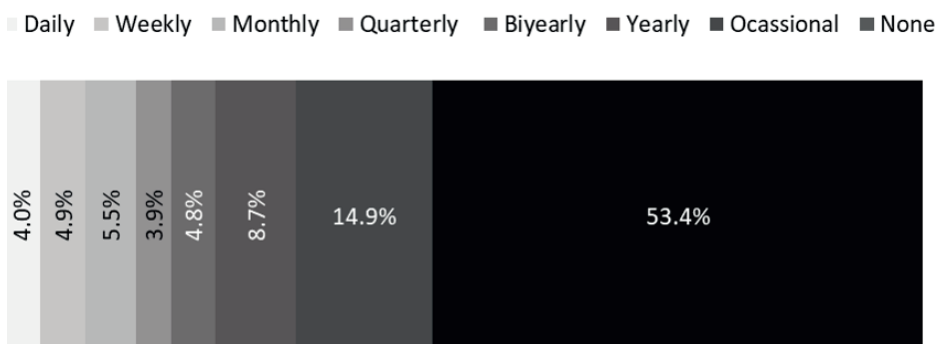 Daily Weekly Monthly Quarterly Biyearly Yearly Ocassional None
4.0% 4.9% 5.5% 3.9% 4.8% 8.7% 14.9% 53.4%